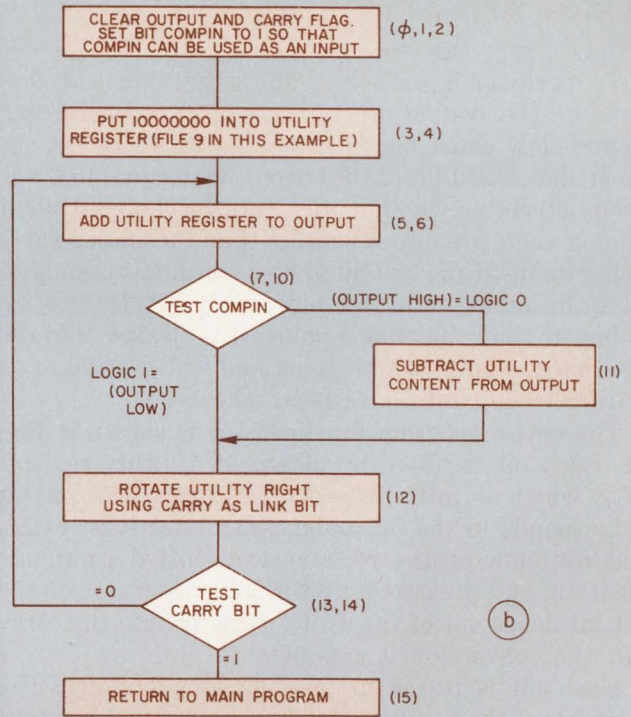 CLEAR OUTPUT AND CARRY FLAG.
SET BIT COMPIN TO 1 SO THAT
COMPIN CAN BE USED AS AN INPUT
(ϕ,1,2)
PUT 10000000 INTO UTILITY
REGISTER (FILE 9 IN THIS EXAMPLE)
(3,4)
ADD UTILITY REGISTER TO OUTPUT
(5,6)
(7,10)
TEST COMPIN
(OUTPUT HIGH) = LOGIC 0
LOGIC 1 =
(OUTPUT
LOW)
SUBTRACT UTILITY
CONTENT FROM OUTPUT
(11)
ROTATE UTILITY RIGHT
USING CARRY AS LINK BIT
(12)
=0
TEST
CARRY BIT
(13,14)
b
=1
RETURN TO MAIN PROGRAM
(15)